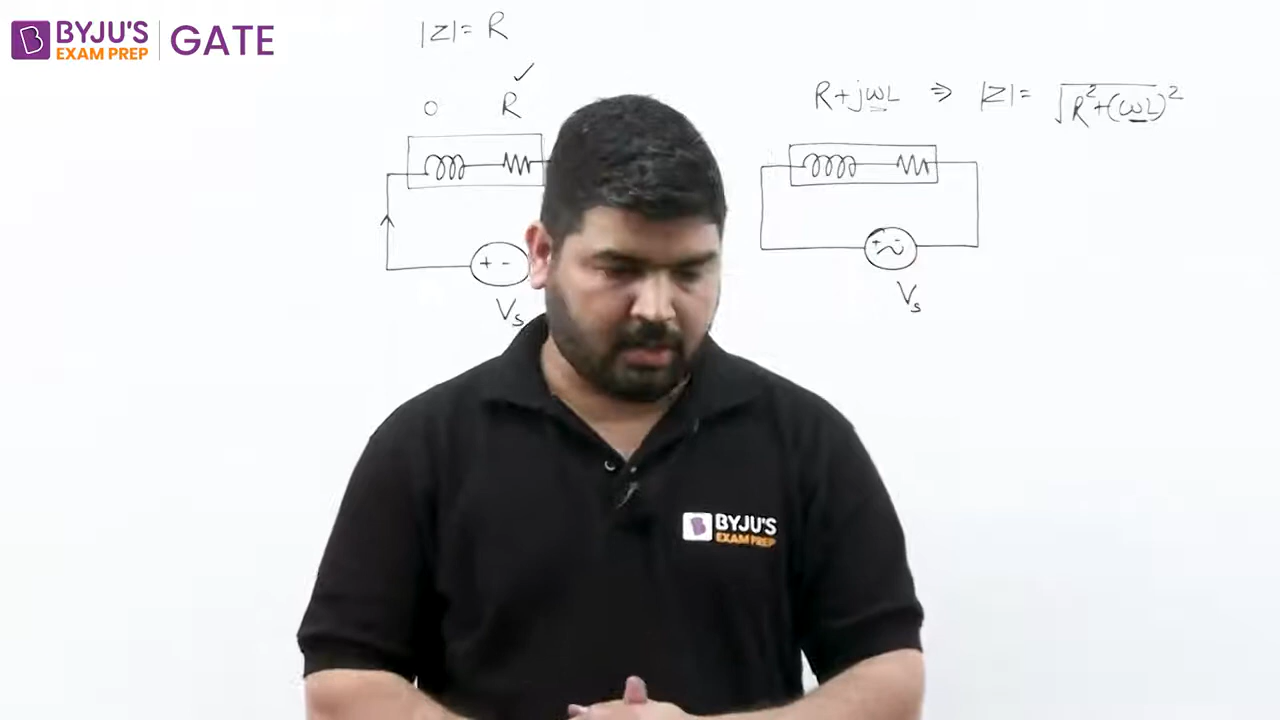 BYJU'S
EXAM PREP
GATE
|Z| = R
0 R ✓
+ -
Vs
R+jωL ⇒ |Z| = √R²+(ωL)²
+ -
Vs
BYJU'S
EXAM PREP